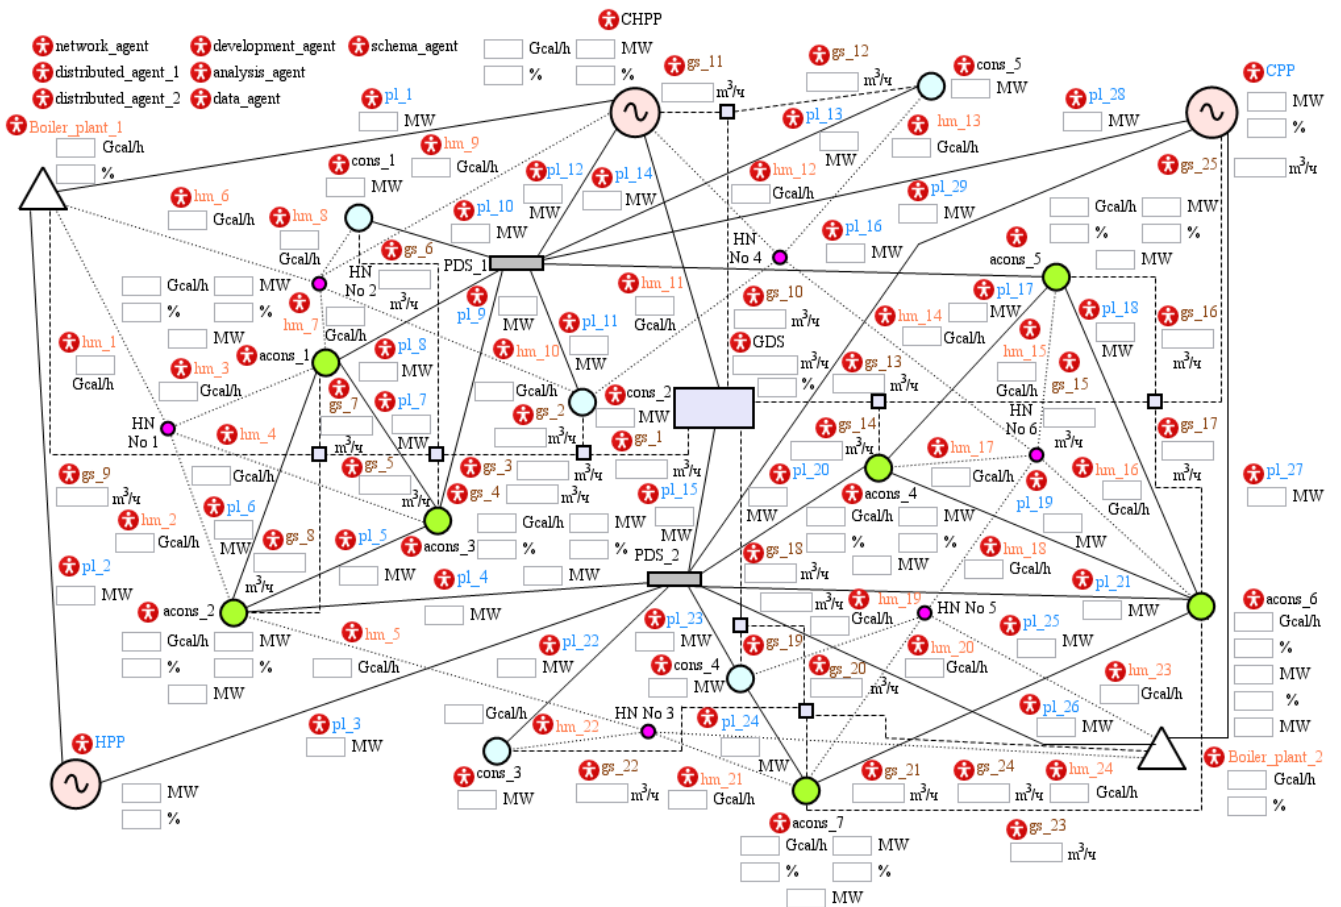 CHPP
network_agent development_agent schema_agent
Gcal/h MW
% %
gs_11
m³/ч
gs_12
m³/ч
cons_5
MW
CPP
MW
%
m³/ч
distributed_agent_1 analysis_agent
distributed_agent_2 data_agent
pl_1
MW
pl_13
MW
hm_13
Gcal/h
pl_28
MW
Boiler_plant_1
Gcal/h
%
cons_1
MW
hm_9
Gcal/h
pl_12
MW
pl_14
MW
hm_12
Gcal/h
pl_29
MW
gs_25
hm_6
Gcal/h
hm_8
Gcal/h
pl_10
MW
gs_6
m³/ч
HN
No 4
pl_16
MW
acons_5
Gcal/h MW
% %
MW
HN
No 2
PDS_1
Gcal/h MW
% %
MW
hm_7
Gcal/h
pl_9
MW
pl_11
MW
hm_11
Gcal/h
gs_10
m³/ч
pl_17
MW
pl_18
MW
gs_16
m³/ч
hm_1
Gcal/h
hm_3
Gcal/h
acons_1
pl_8
MW
hm_10
Gcal/h
GDS
m³/ч
%
hm_14
Gcal/h
hm_15
Gcal/h
gs_15
m³/ч
gs_13
m³/ч
gs_7
m³/ч
pl_7
MW
cons_2
MW
gs_2
m³/ч
gs_1
m³/ч
HN
No 1
hm_4
Gcal/h
gs_14
m³/ч
hm_17
Gcal/h
HN
No 6
gs_17
m³/ч
gs_9
m³/ч
gs_5
m³/ч
gs_3
m³/ч
gs_4
m³/ч
pl_15
MW
pl_20
MW
hm_16
Gcal/h
pl_19
MW
pl_27
MW
hm_2
Gcal/h
pl_6
MW
gs_8
m³/ч
pl_5
MW
acons_3
Gcal/h MW
% %
MW
acons_4
Gcal/h MW
% %
MW
pl_2
MW
pl_4
MW
PDS_2
gs_18
m³/ч
hm_18
Gcal/h
pl_21
MW
acons_2
Gcal/h MW
% %
MW
hm_5
Gcal/h
pl_22
MW
pl_23
MW
hm_19
Gcal/h
HN No 5
pl_25
MW
acons_6
Gcal/h
%
MW
%
MW
cons_4
MW
gs_19
gs_20
m³/ч
hm_20
Gcal/h
hm_23
Gcal/h
pl_3
MW
Gcal/h
hm_22
HN No 3
pl_24
MW
pl_26
MW
HPP
MW
%
cons_3
MW
gs_22
m³/ч
hm_21
Gcal/h
gs_21
m³/ч
gs_24
m³/ч
hm_24
Gcal/h
Boiler_plant_2
Gcal/h
%
acons_7
Gcal/h MW
% %
MW
gs_23
m³/ч